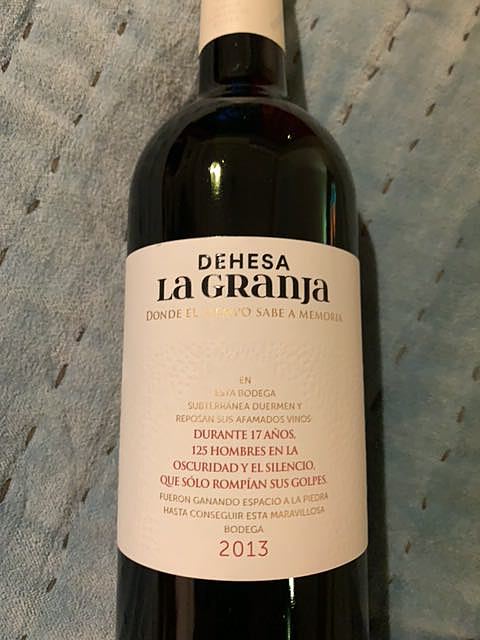 DEHESA
LA GRANJA
DONDE EL TIEMPO SABE A MEMORIA
EN
ESTA BODEGA
SUBTERRÁNEA DUERMEN Y
REPOSAN SUS AFAMADOS VINOS:
DURANTE 17 AÑOS,
125 HOMBRES EN LA
OSCURIDAD Y EL SILENCIO,
QUE SÓLO ROMPÍAN SUS GOLPES,
FUERON GANANDO ESPACIO A LA PIEDRA
HASTA CONSEGUIR ESTA MARAVILLOSA
BODEGA
2013